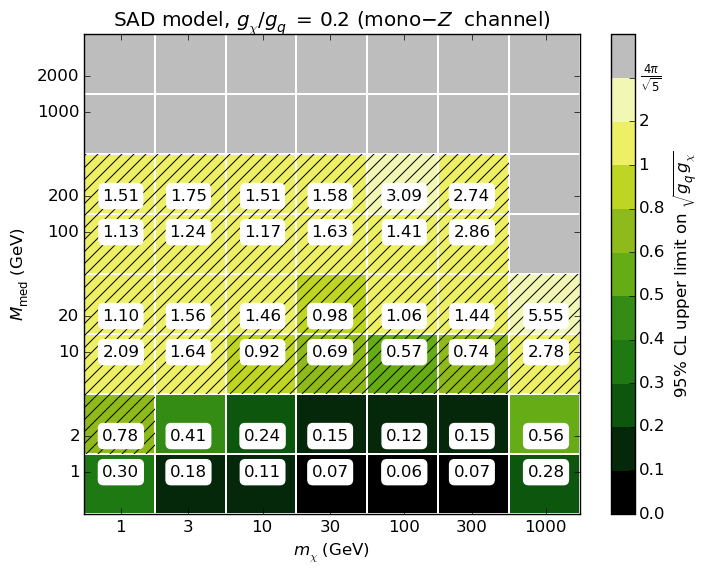 SAD model, g_χ/g_q = 0.2 (mono−Z channel)
2000
1000
200 1.51 1.75 1.51 1.58 3.09 2.74
100 1.13 1.24 1.17 1.63 1.41 2.86
20 1.10 1.56 1.46 0.98 1.06 1.44 5.55
10 2.09 1.64 0.92 0.69 0.57 0.74 2.78
2 0.78 0.41 0.24 0.15 0.12 0.15 0.56
1 0.30 0.18 0.11 0.07 0.06 0.07 0.28
1 3 10 30 100 300 1000
m_χ (GeV)
M_med (GeV)
4π/√5
2
1
0.8
0.6
0.5
0.4
0.3
0.2
0.1
0.0
95% CL upper limit on √g_q g_χ